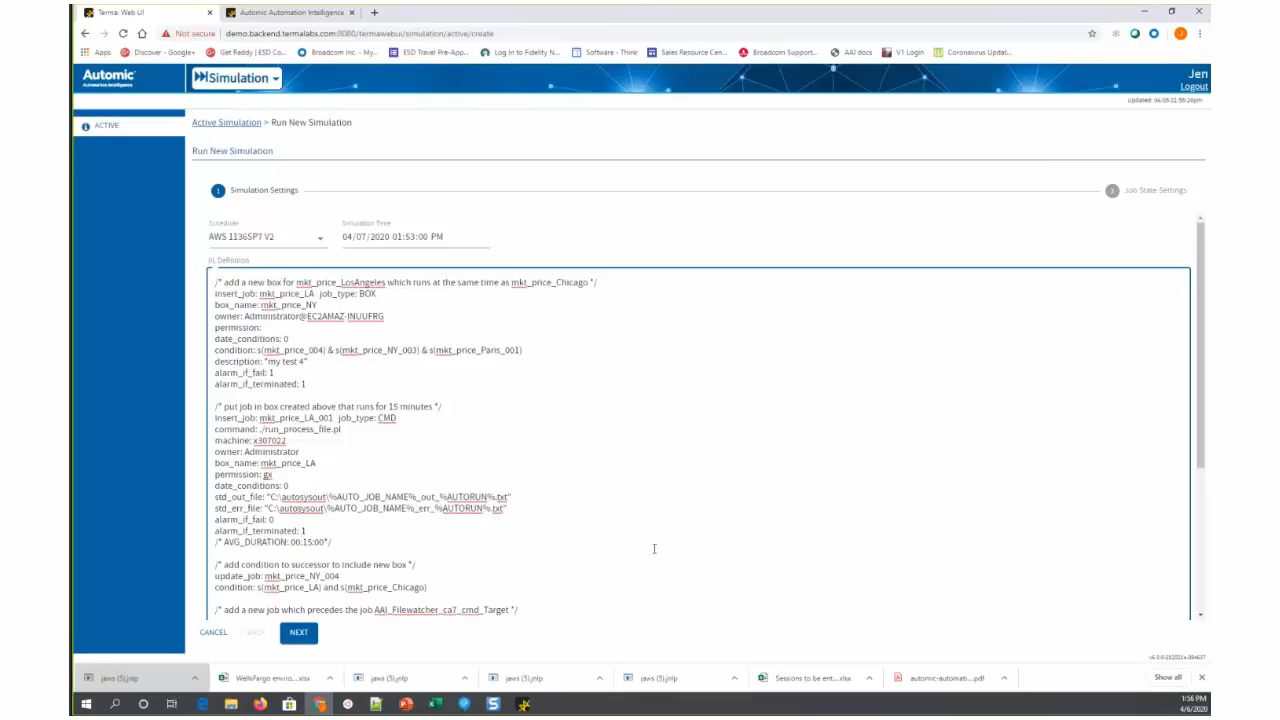 Terma: Web UI
Automic Automation Intelligence
Not secure | demo.backend.termalabs.com:8080/termawebui/simulation/active/create
Apps
Discover - Google+
Get Reddy | ESD Co...
Broadcom Inc. - My...
ESD Travel Pre-App...
Log In to Fidelity N...
Software - Think
Sales Resource Cen...
Broadcom Support...
AAI docs
V1 Login
Coronavirus Updat...
Automic
Automation Intelligence
Simulation
Jen
Logout
Updated: 04/06 01:56:29pm
ACTIVE
Active Simulation > Run New Simulation
Run New Simulation
1 Simulation Settings
2 Job State Settings
Scheduler
Simulation Time
AWS 1136SP7 V2
04/07/2020 01:53:00 PM
JIL Definition
/* add a new box for mkt_price_LosAngeles which runs at the same time as mkt_price_Chicago */
insert_job: mkt_price_LA job_type: BOX
box_name: mkt_price_NY
owner: Administrator@EC2AMAZ-INUUFRG
permission:
date_conditions: 0
condition: s(mkt_price_004) & s(mkt_price_NY_003) & s(mkt_price_Paris_001)
description: "my test 4"
alarm_if_fail: 1
alarm_if_terminated: 1
/* put job in box created above that runs for 15 minutes */
insert_job: mkt_price_LA_001 job_type: CMD
command: ./run_process_file.pl
machine: x307022
owner: Administrator
box_name: mkt_price_LA
permission: gx
date_conditions: 0
std_out_file: "C:\autosysout\%AUTO_JOB_NAME%_out_%AUTORUN%.txt"
std_err_file: "C:\autosysout\%AUTO_JOB_NAME%_err_%AUTORUN%.txt"
alarm_if_fail: 0
alarm_if_terminated: 1
/* AVG_DURATION: 00:15:00*/
/* add condition to successor to include new box */
update_job: mkt_price_NY_004
condition: s(mkt_price_LA) and s(mkt_price_Chicago)
/* add a new job which precedes the job AAI_Filewatcher_ca7_cmd_Target */
CANCEL
BACK
NEXT
jaws (5).jnlp
WellsFargo enviro....xlsx
jaws (5).jnlp
jaws (5).jnlp
jaws (5).jnlp
Sessions to be ent...xlsx
automic-automati....pdf
Show all
1:56 PM
4/6/2020